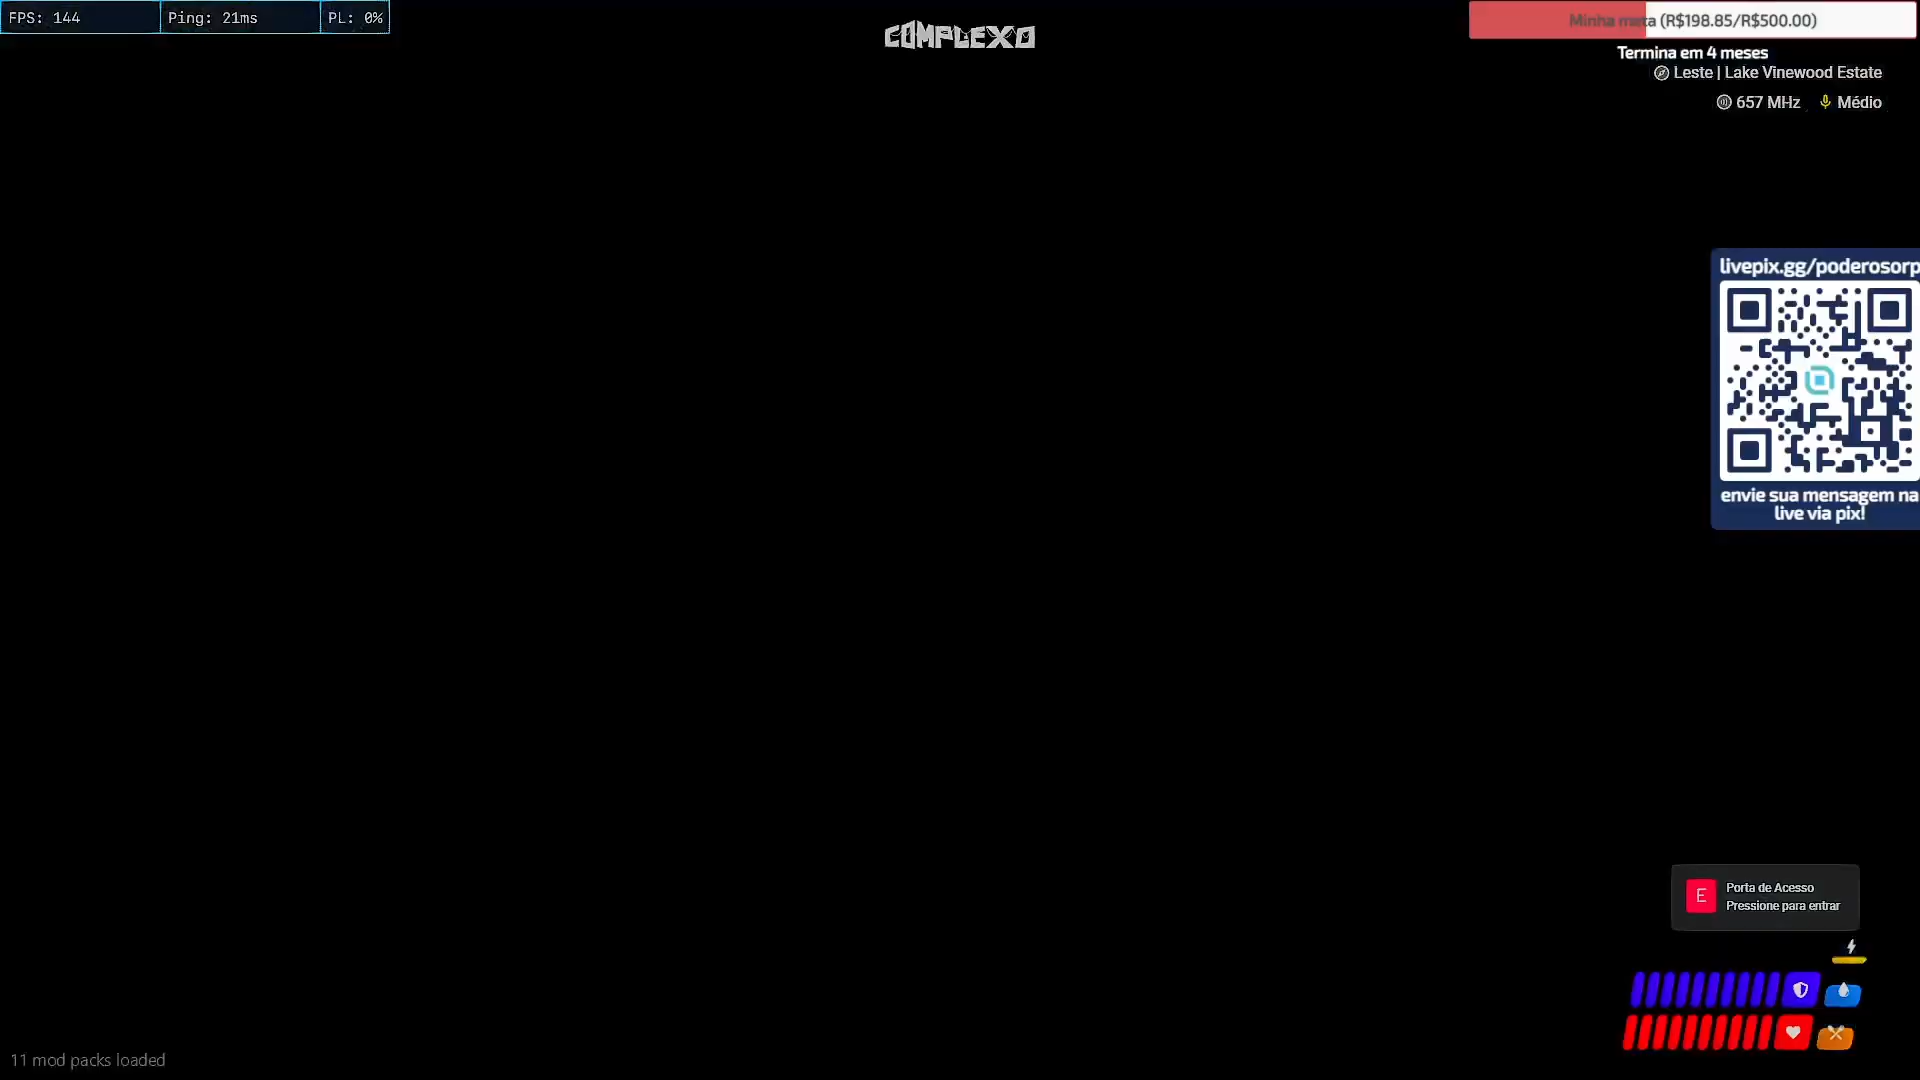 FPS: 144
Ping: 21ms
PL: 0%
COMPLEXO
Minha meta (R$198.85/R$500.00)
Termina em 4 meses
Leste | Lake Vinewood Estate
657 MHz
Médio
livepix.gg/poderosorp
envie sua mensagem na
live via pix!
E
Porta de Acesso
Pressione para entrar
11 mod packs loaded